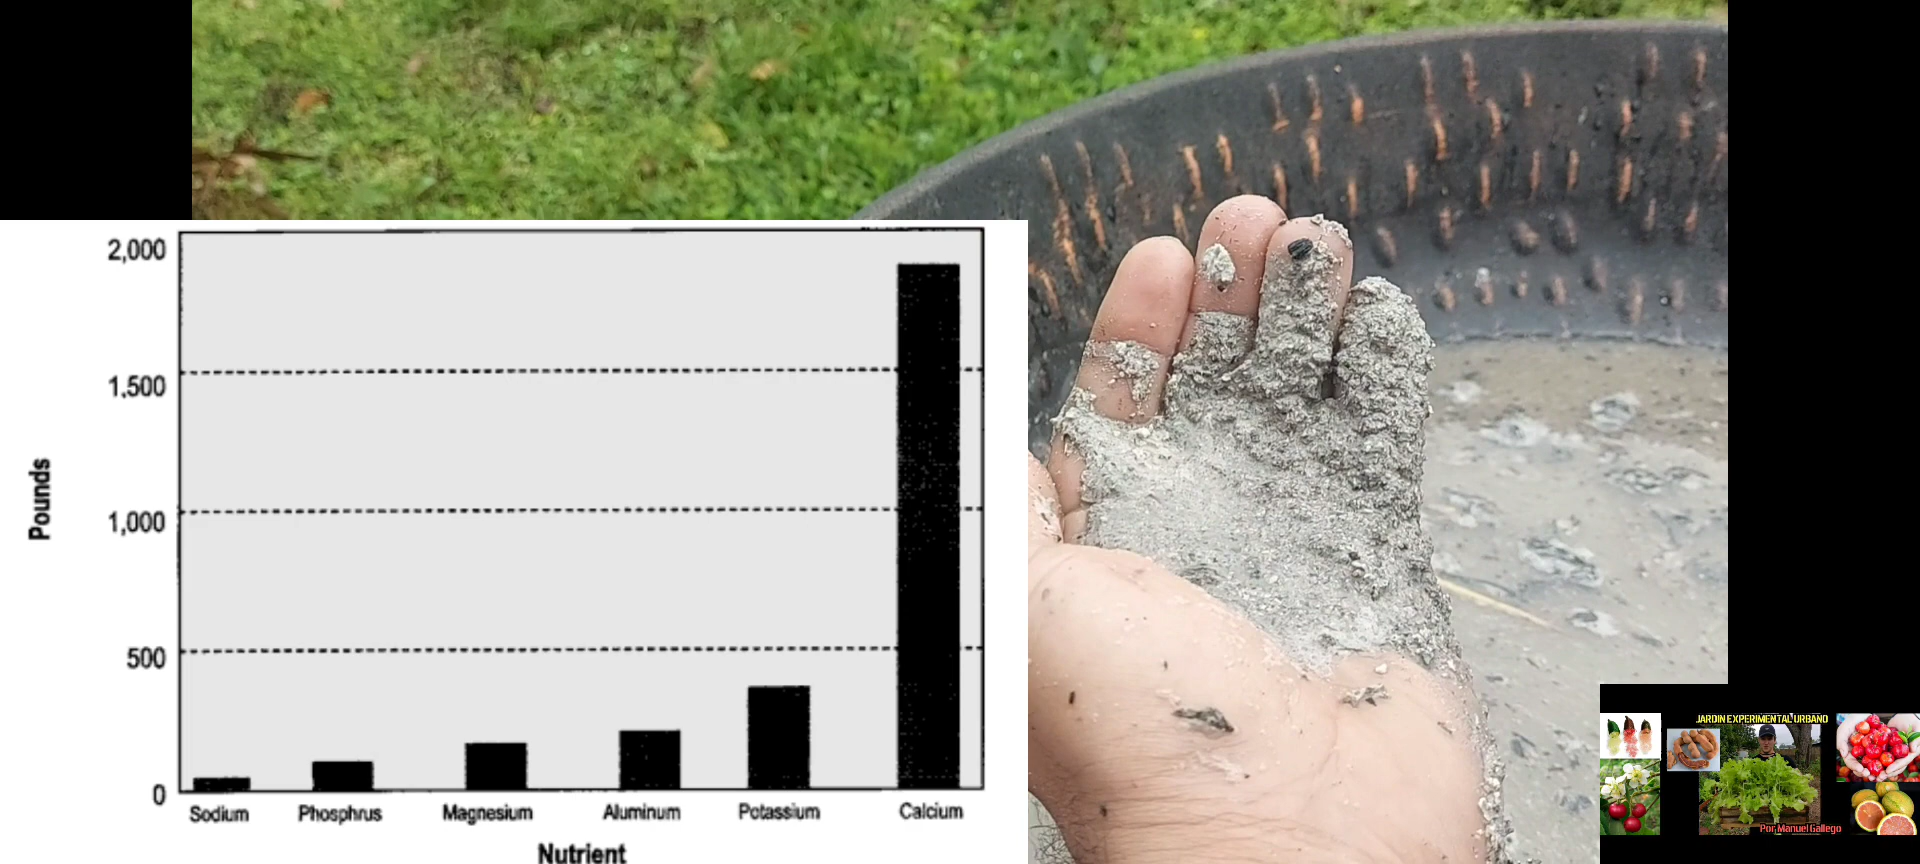 2,000
1,500
1,000
500
0
Pounds
Sodium Phosphrus Magnesium Aluminum Potassium Calcium
Nutrient
JARDIN EXPERIMENTAL URBANO
Por Manuel Gallego